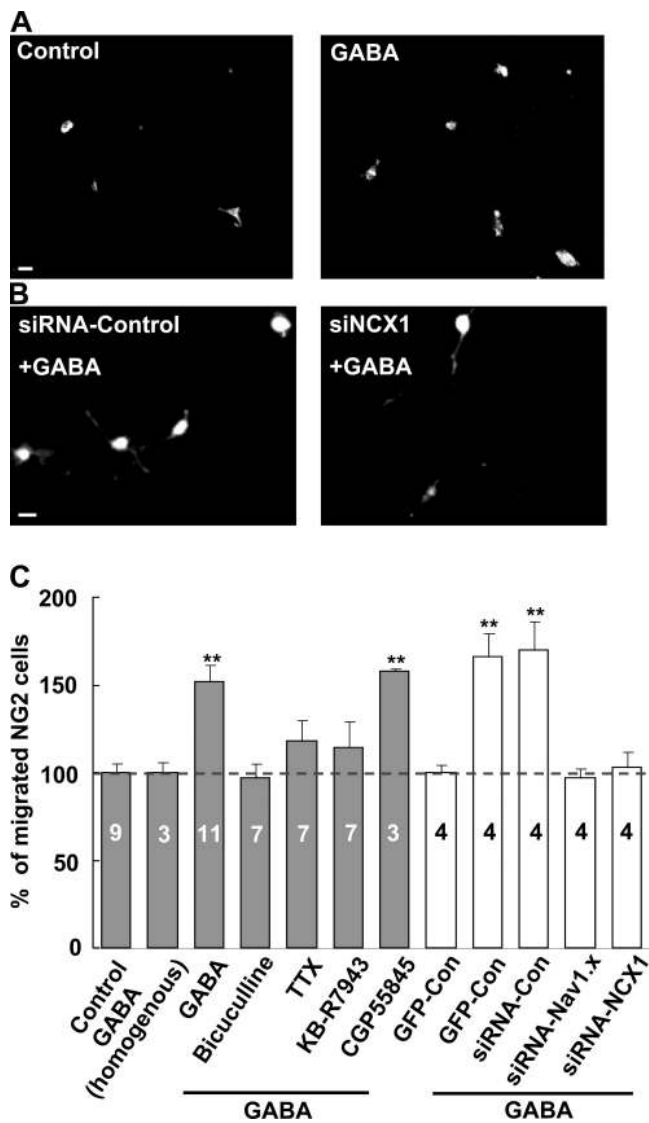 A
Control
GABA
B
siRNA-Control
+GABA
siNCX1
+GABA
C
% of migrated NG2 cells
200
150
100
50
0
**
**
**
**
9
3
11
7
7
7
3
4
4
4
4
4
Control
GABA
(homogenous)
GABA
Bicuculline
TTX
KB-R7943
CGP55845
GFP-Con
GFP-Con
siRNA-Con
siRNA-Nav1.x
siRNA-NCX1
GABA
GABA